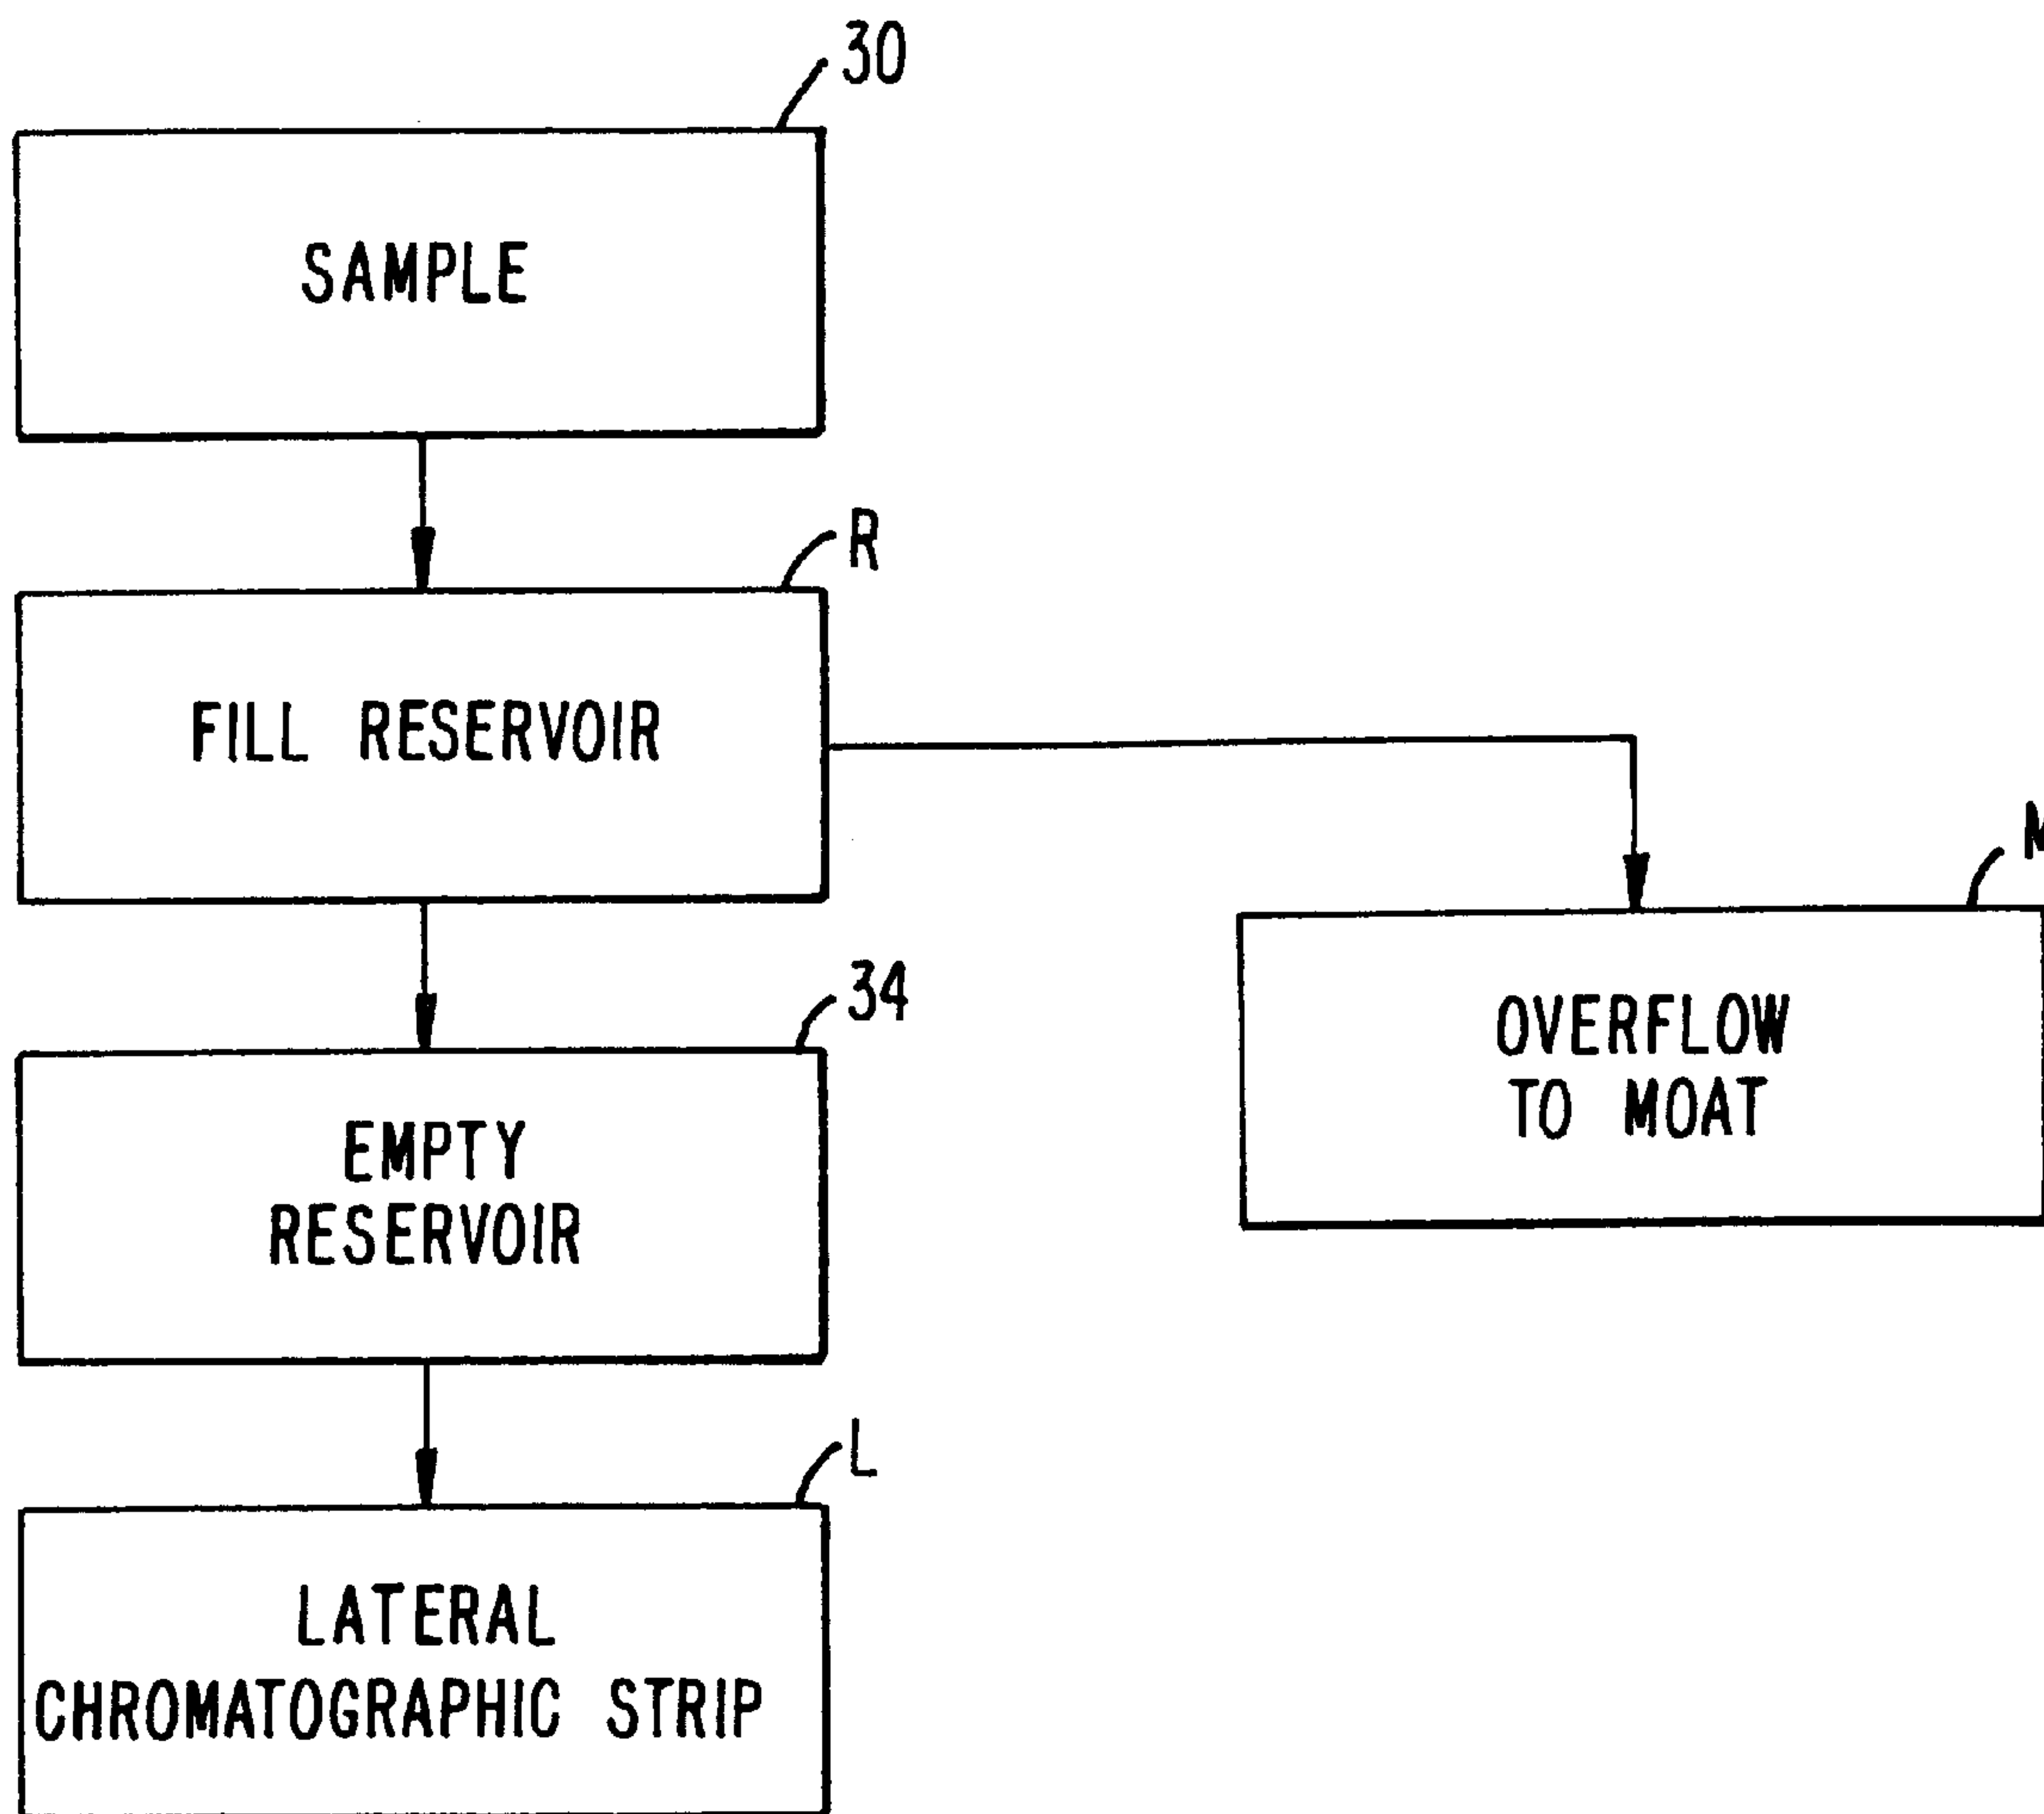 30
SAMPLE
R
FILL RESERVOIR
34
EMPTY
RESERVOIR
OVERFLOW
TO MOAT
L
LATERAL
CHROMATOGRAPHIC STRIP